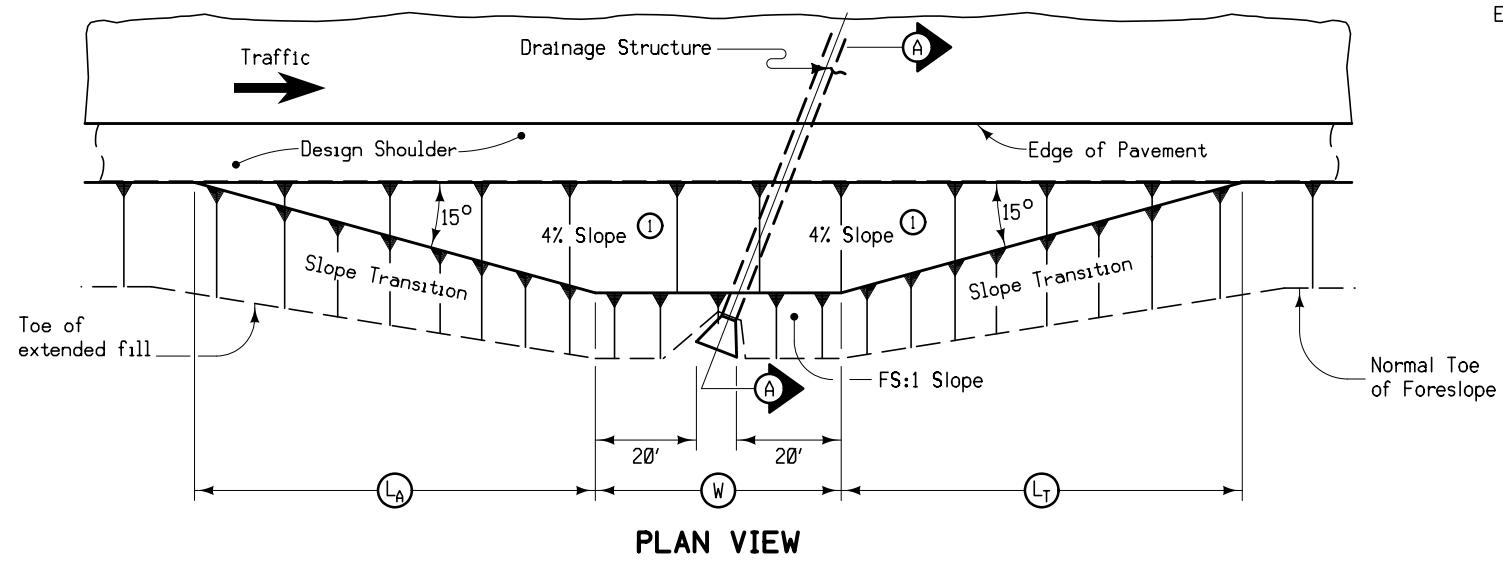 E
Drainage Structure
A
Traffic
Design Shoulder
Edge of Pavement
15°
4% Slope 1
4% Slope 1
15°
Slope Transition
Slope Transition
Toe of
extended fill
FS:1 Slope
A
Normal Toe
of Foreslope
20'
20'
LA
W
LT
PLAN VIEW